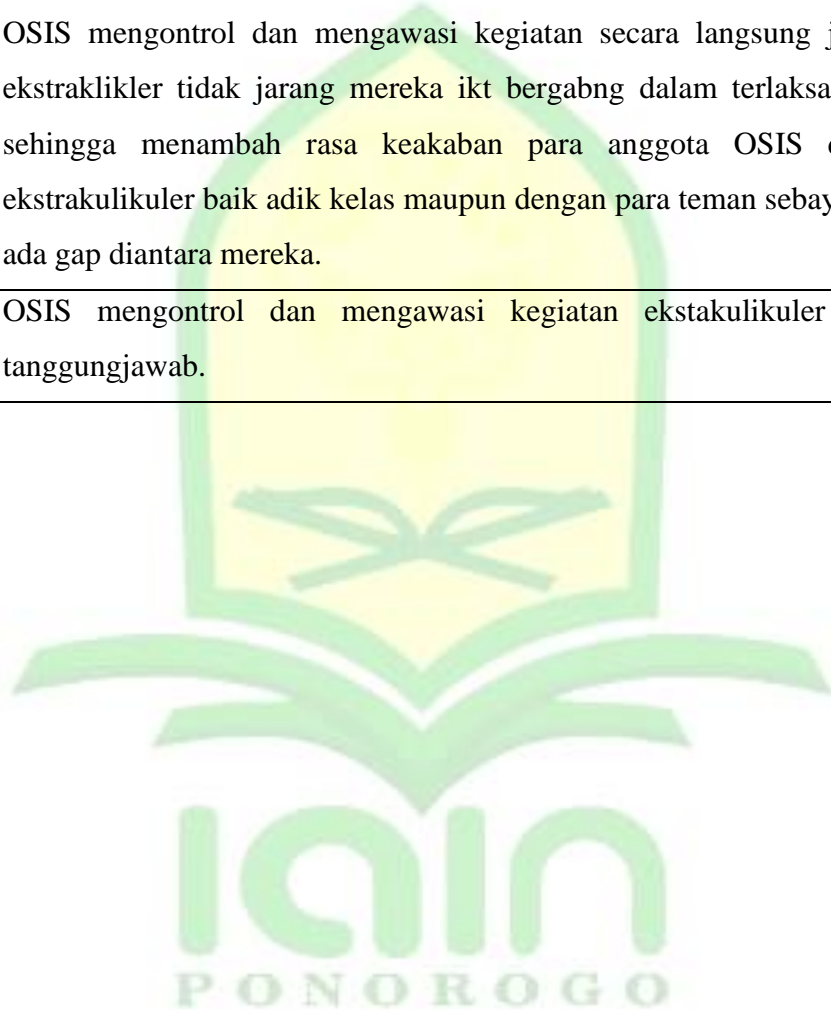 OSIS mengontrol dan mengawasi kegiatan secara langsung
ekstraklikler tidak jarang mereka ikt bergabng dalam
sehingga menambah rasa keakaban para anggota OSIS
ekstrakulikuler baik adik kelas maupun dengan para teman
ada gap diantara mereka.
OSIS mengontrol dan mengawasi kegiatan ekstakulikuler
tanggungjawab.
IAIN
PONOROGO